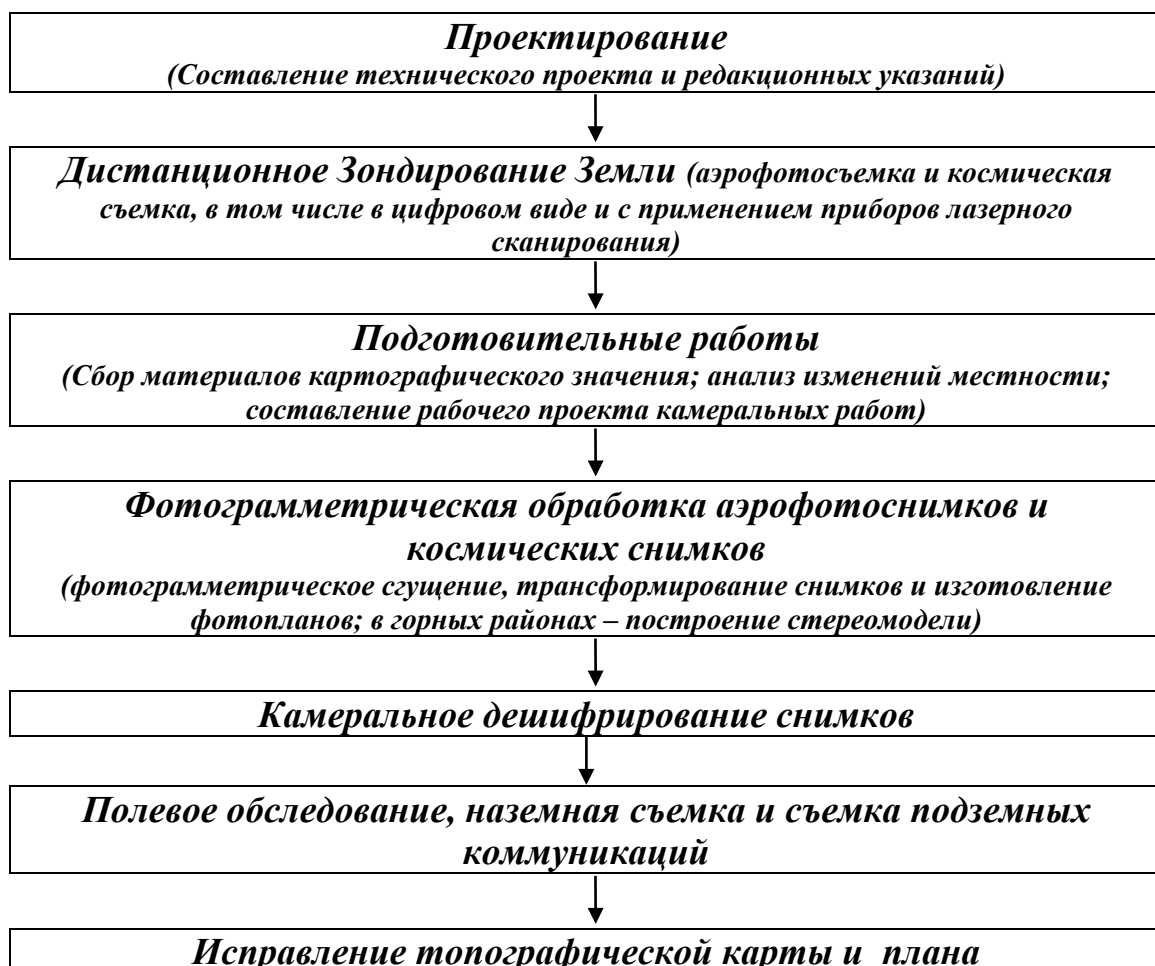 Проектирование
(Составление технического проекта и редакционных указаний)
Дистанционное Зондирование Земли (аэрофотосъемка и космическая
съемка, в том числе в цифровом виде и с применением приборов лазерного
сканирования)
Подготовительные работы
(Сбор материалов картографического значения; анализ изменений местности;
составление рабочего проекта камеральных работ)
Фотограмметрическая обработка аэрофотоснимков и
космических снимков
(фотограмметрическое сгущение, трансформирование снимков и изготовление
фотопланов; в горных районах – построение стереомодели)
Камеральное дешифрирование снимков
Полевое обследование, наземная съемка и съемка подземных
коммуникаций
Исправление топографической карты и плана